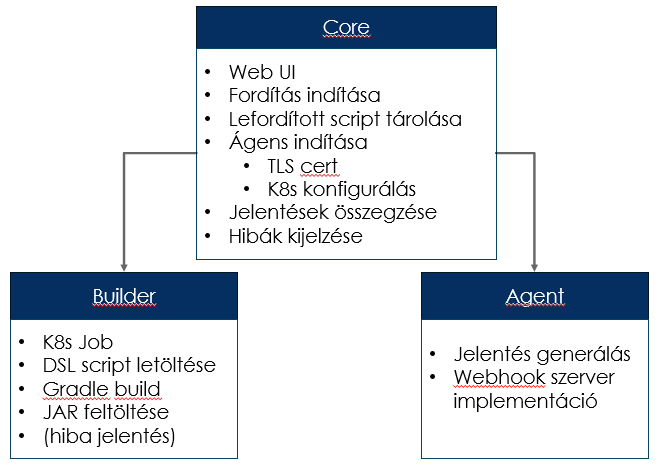 Core
• Web UI
• Fordítás indítása
• Lefordított script tárolása
• Ágens indítása
• TLS cert
• K8s konfigurálás
• Jelentések összegzése
• Hibák kijelzése
Builder
• K8s Job
• DSL script letöltése
• Gradle build
• JAR feltöltése
• (hiba jelentés)
Agent
• Jelentés generálás
• Webhook szerver
implementáció